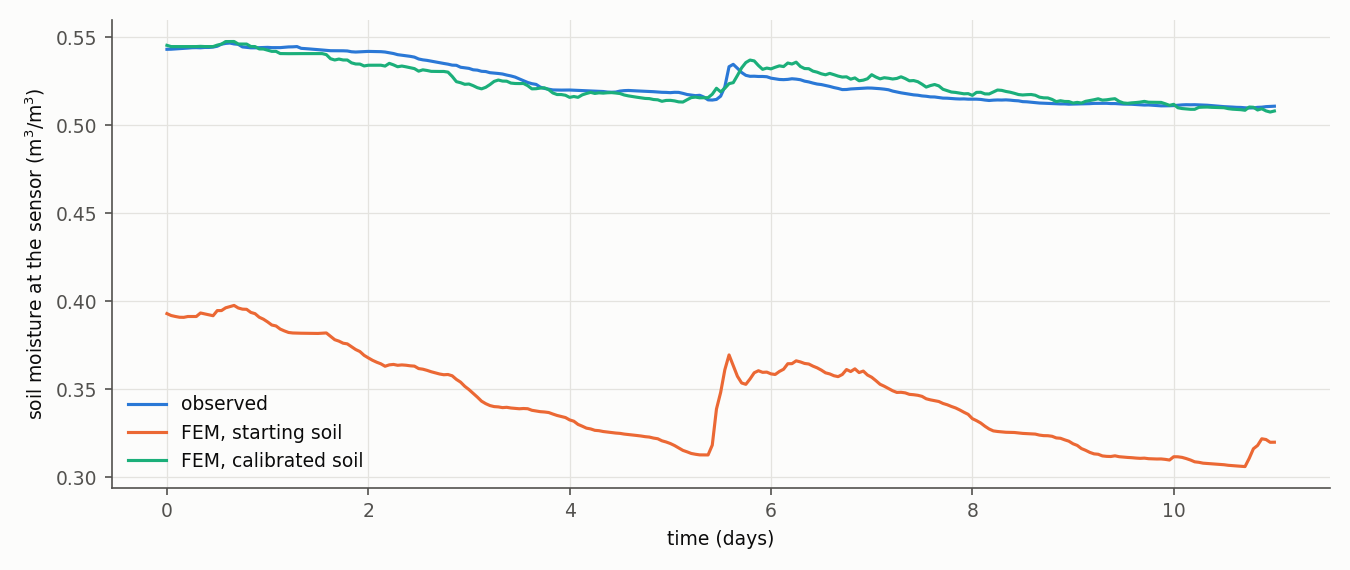 soil moisture at the sensor (m³/m³)
0.55
0.50
0.45
0.40
0.35
0.30
observed
FEM, starting soil
FEM, calibrated soil
0 2 4 6 8 10
time (days)